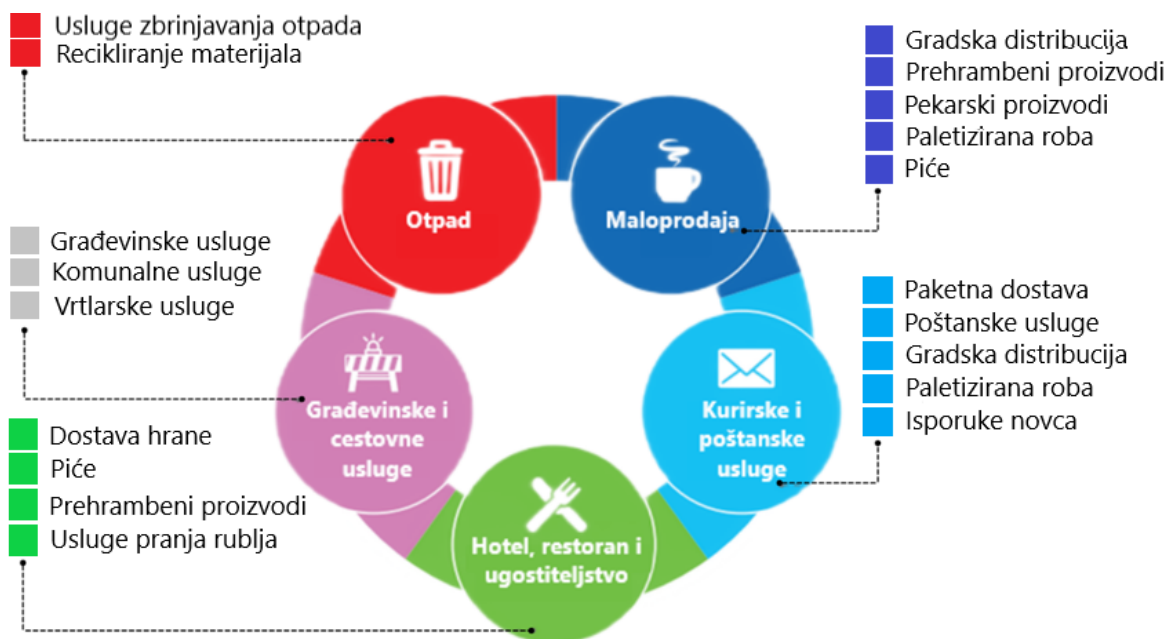 Usluge zbrinjavanja otpada
Recikliranje materijala
Gradska distribucija
Prehrambeni proizvodi
Pekarski proizvodi
Paletizirana roba
Piće
Otpad
Maloprodaja
Građevinske usluge
Komunalne usluge
Vrtlarske usluge
Paketna dostava
Poštanske usluge
Gradska distribucija
Paletizirana roba
Isporuke novca
Građevinske i
cestovne
usluge
Kurirske i
poštanske
usluge
Dostava hrane
Piće
Prehrambeni proizvodi
Usluge pranja rublja
Hotel, restoran i
ugostiteljstvo